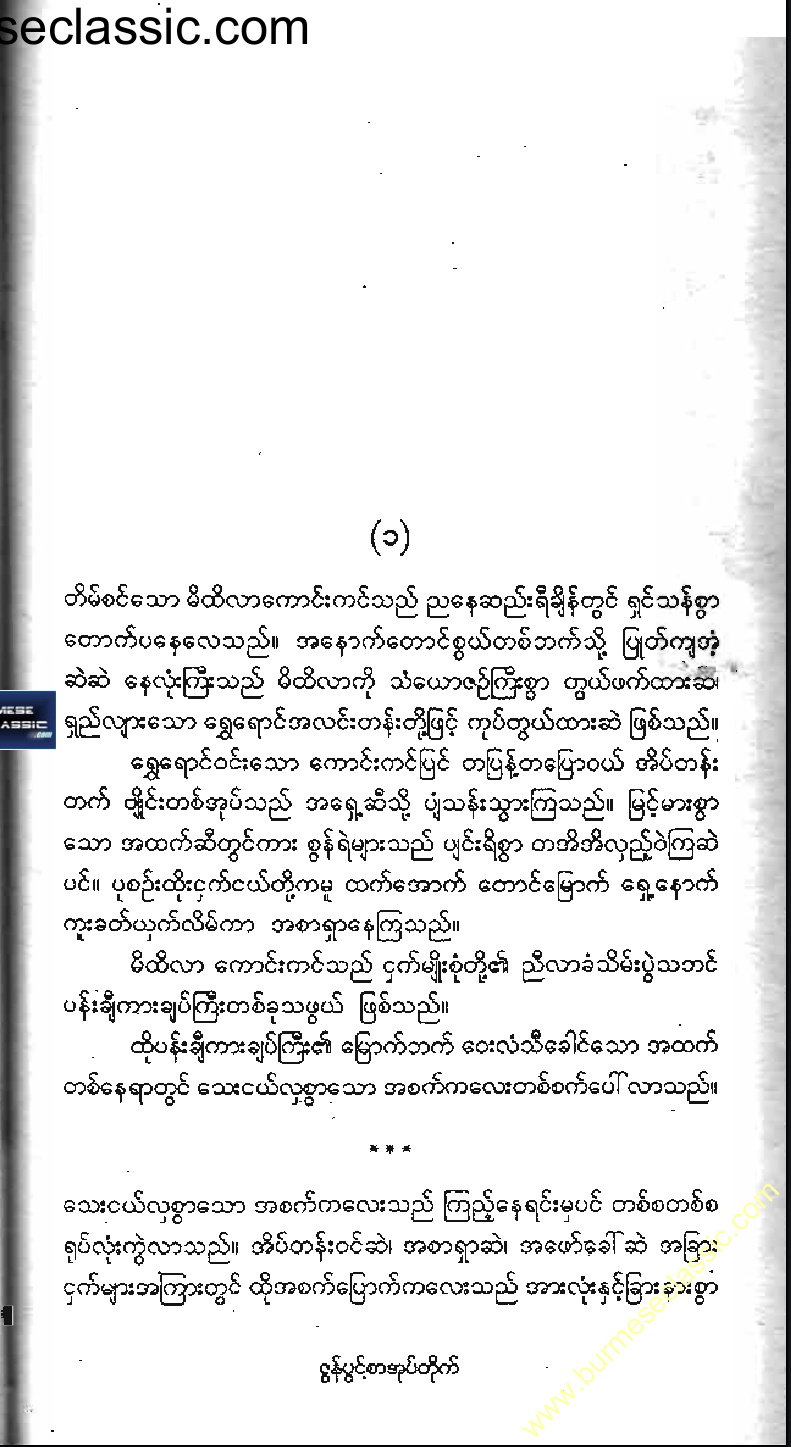 seclassic.com
(၁)
တိမ်စင်သော မိထိလာကောင်းကင်သည် ညနေဆည်းရီချိန်တွင် ရှင်သန်စွာ
တောက်ပနေလေသည်။ အနောက်တောင်စွယ်တစ်ဘက်သို့ ပြုတ်ကျအံ့
ဆဲဆဲ နေလုံးကြီးသည် မိထိလာကို သံယောဇဉ်ကြီးစွာ တွယ်ဖက်ထားဆဲ၊
ရှည်လျားသော ရွှေရောင်အလင်းတန်းတို့ဖြင့် ကုပ်တွယ်ထားဆဲ ဖြစ်သည်။
ရွှေရောင်ဝင်းသော ကောင်းကင်ပြင် တပြန့်တပြောဝယ် အိပ်တန်း
တက် ဗျိုင်းတစ်အုပ်သည် အရှေ့ဆီသို့ ပျံသန်းသွားကြသည်။ မြင့်မားစွာ
သော အထက်ဆီတွင်ကား စွန်ရဲများသည် ပျင်းရိစွာ တအိအိလှည့်ဝဲကြဆဲ
ပင်။ ပုစဉ်းထိုးငှက်ငယ်တို့ကမူ ထက်အောက် တောင်မြောက် ရှေ့နောက်
ကူးခတ်ယှက်လိမ်ကာ အစာရှာနေကြသည်။
မိထိလာ ကောင်းကင်သည် ငှက်မျိုးစုံတို့၏ ညီလာခံသိမ်းပွဲသဘင်
ပန်းချီကားချပ်ကြီးတစ်ခုသဖွယ် ဖြစ်သည်။
ထိုပန်းချီကားချပ်ကြီး၏ မြောက်ဘက် ဝေးလံသီခေါင်သော အထက်
တစ်နေရာတွင် သေးငယ်လှစွာသော အစက်ကလေးတစ်စက်ပေါ်လာသည်။
* * *
သေးငယ်လှစွာသော အစက်ကလေးသည် ကြည့်နေရင်းမှပင် တစ်စတစ်စ
ရုပ်လုံးကွဲလာသည်။ အိပ်တန်းဝင်ဆဲ၊ အစာရှာဆဲ၊ အဖော်ခေါ်ဆဲ အခြား
ငှက်များအကြားတွင် ထိုအစက်ပြောက်ကလေးသည် အားလုံးနှင့်ခြားနားစွာ
ဇွန်ပွင့်စာအုပ်တိုက်
www.burmeseclassic.com